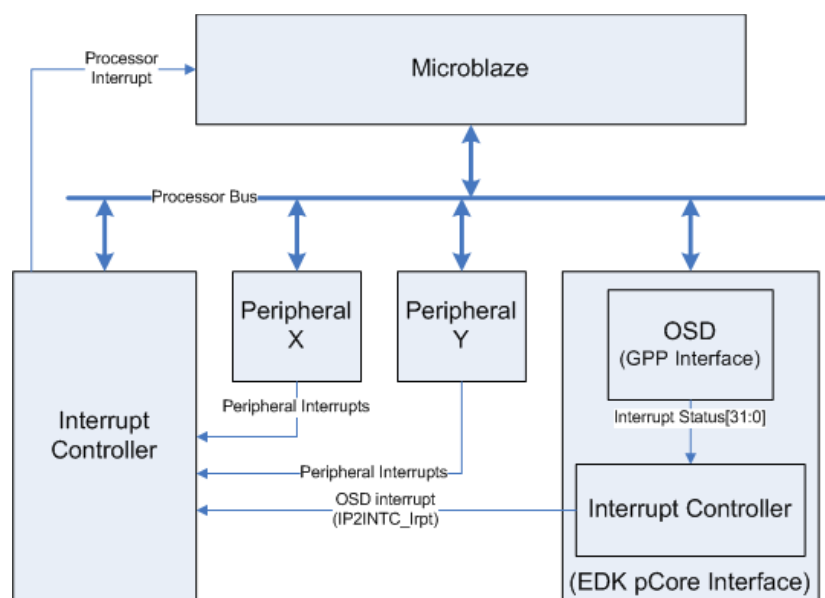 Microblaze
Processor
Interrupt
Processor Bus
Peripheral
X
Peripheral
Y
OSD
(GPP Interface)
Peripheral Interrupts
Interrupt Status[31:0]
Interrupt
Controller
Peripheral Interrupts
OSD interrupt
(IP2INTC_Irpt)
Interrupt Controller
(EDK pCore Interface)